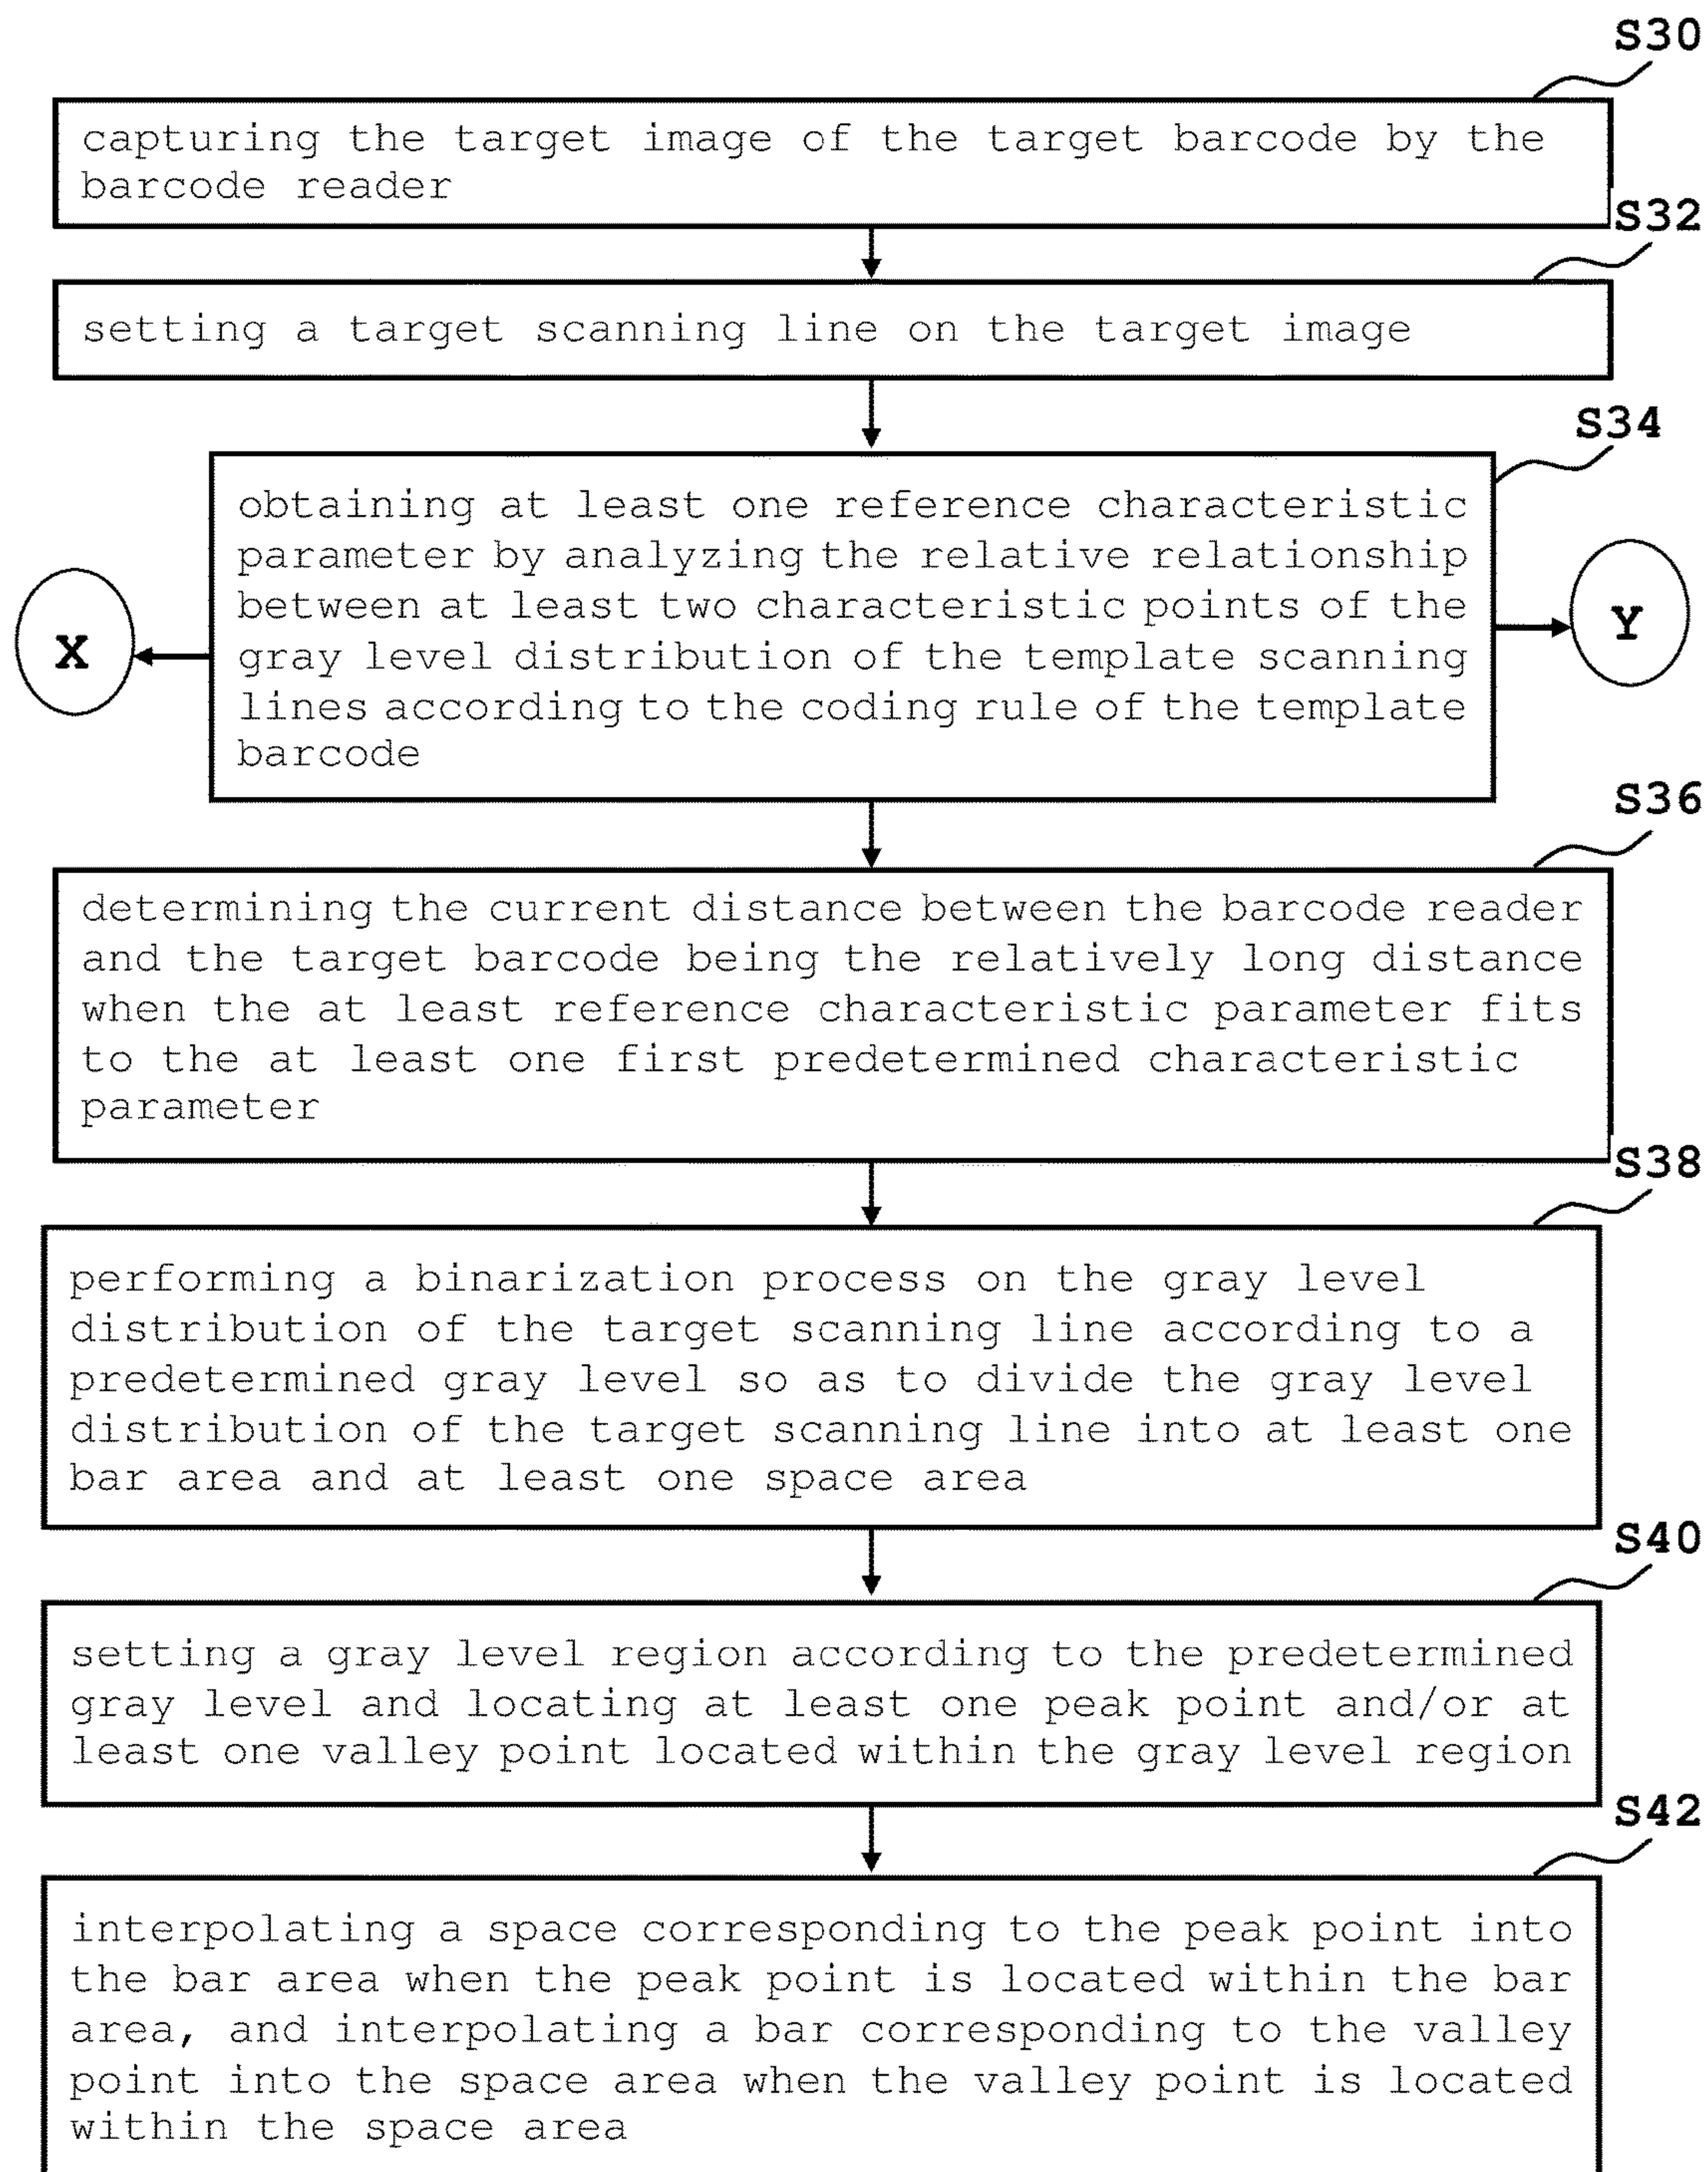 S30
capturing the target image of the target barcode by the
barcode reader
S32
setting a target scanning line on the target image
S34
obtaining at least one reference characteristic
parameter by analyzing the relative relationship
between at least two characteristic points of the
gray level distribution of the template scanning
lines according to the coding rule of the template
barcode
X
Y
S36
determining the current distance between the barcode reader
and the target barcode being the relatively long distance
when the at least reference characteristic parameter fits
to the at least one first predetermined characteristic
parameter
S38
performing a binarization process on the gray level
distribution of the target scanning line according to a
predetermined gray level so as to divide the gray level
distribution of the target scanning line into at least one
bar area and at least one space area
S40
setting a gray level region according to the predetermined
gray level and locating at least one peak point and/or at
least one valley point located within the gray level region
S42
interpolating a space corresponding to the peak point into
the bar area when the peak point is located within the bar
area, and interpolating a bar corresponding to the valley
point into the space area when the valley point is located
within the space area